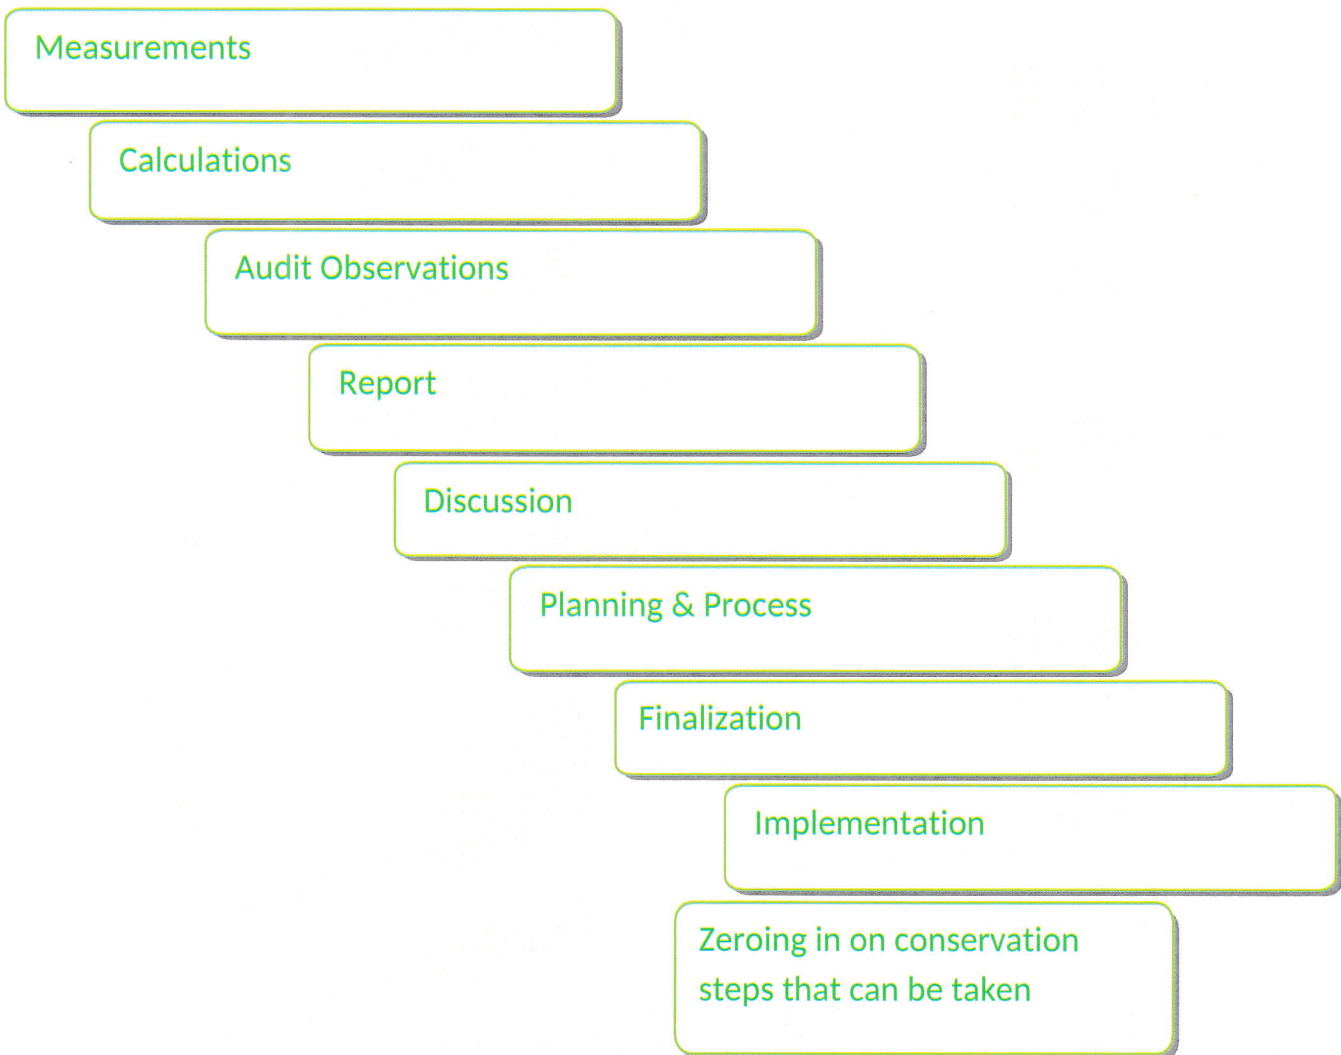 Measurements
Calculations
Audit Observations
Report
Discussion
Planning & Process
Finalization
Implementation
Zeroing in on conservation
steps that can be taken